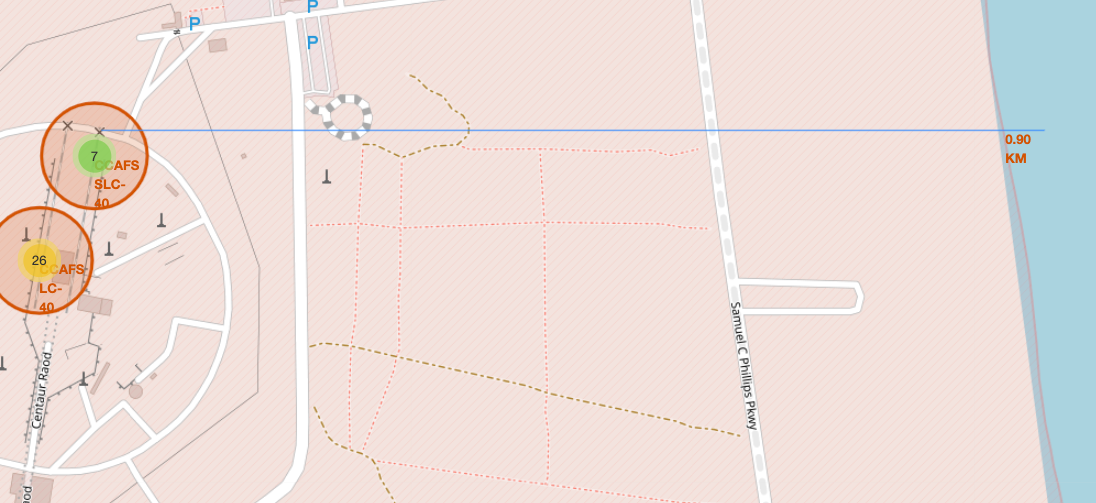 P
P
P
0.90
KM
7
CCAFS
SLC-
40
26
CCAFS
LC-
40
Samuel C Phillips Pkwy
Centaur Raod